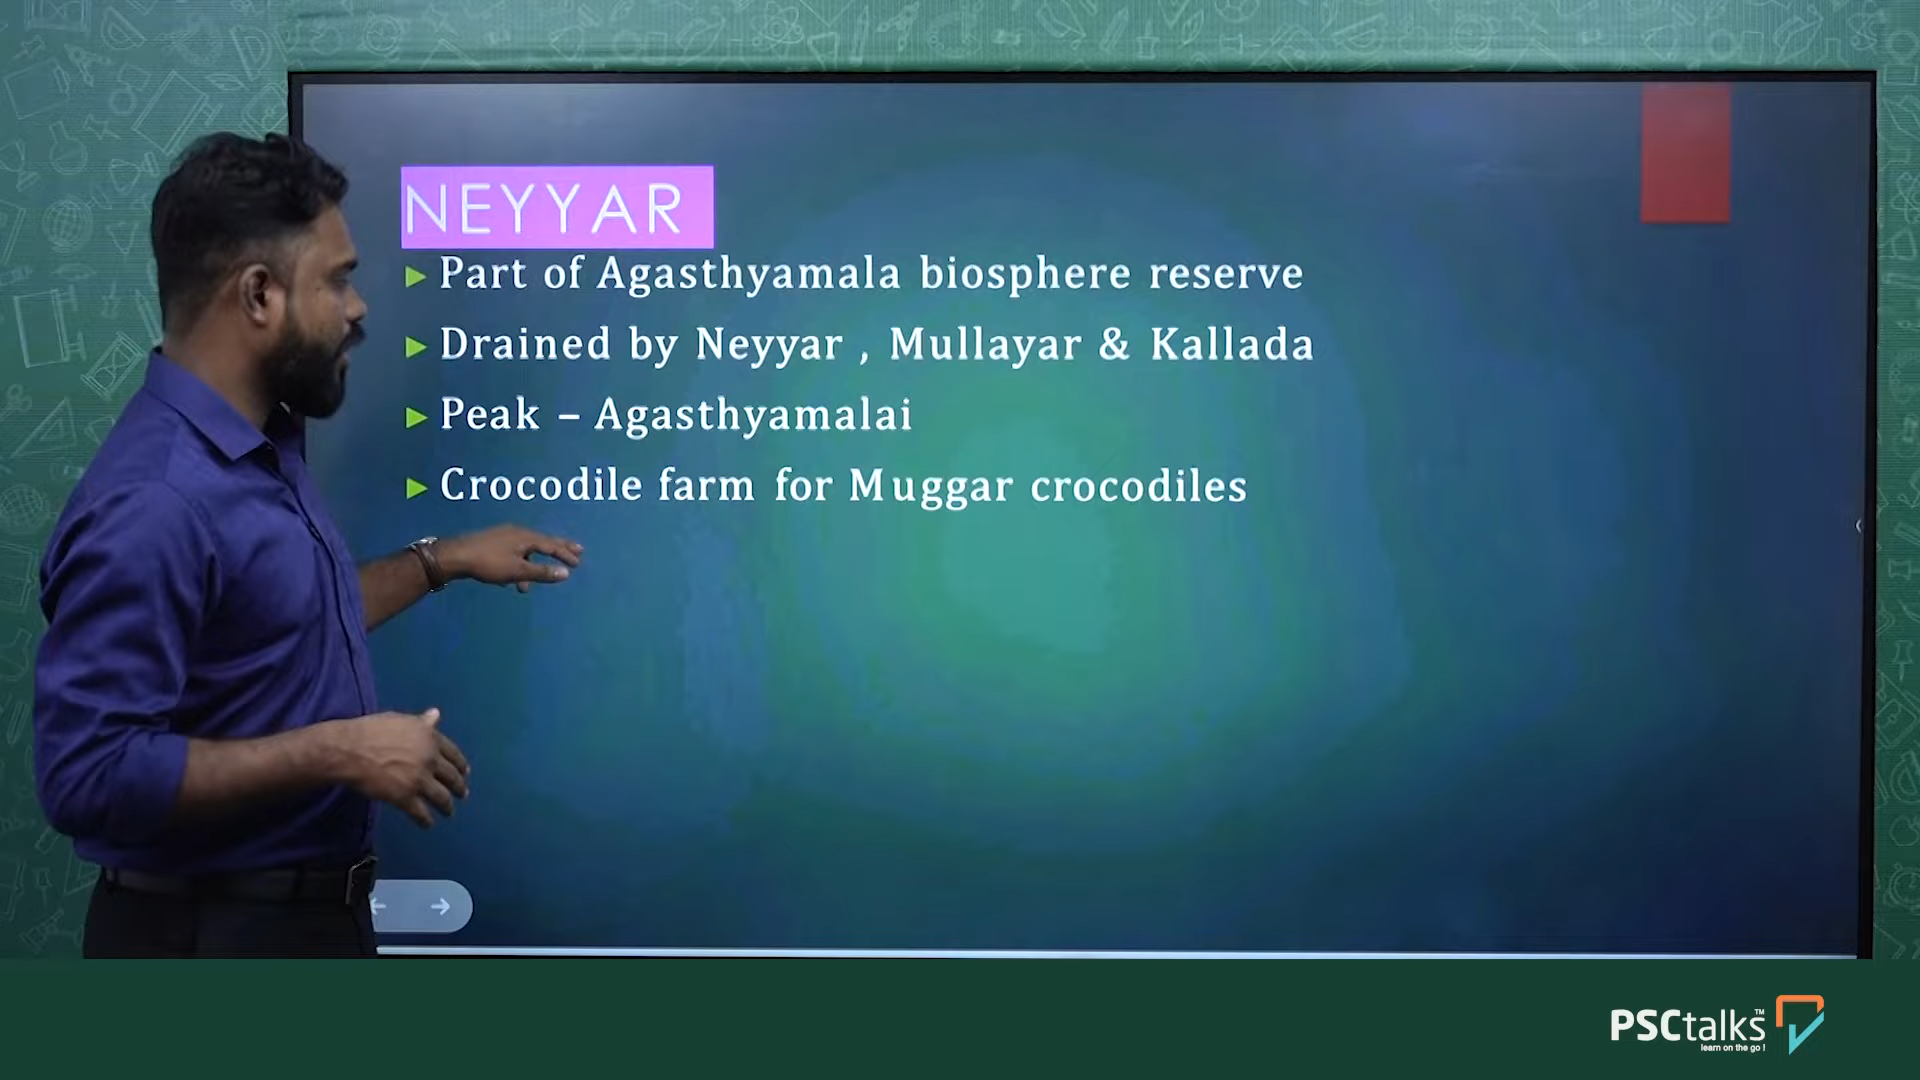 NEYYAR
Part of Agasthyamala biosphere reserve
Drained by Neyyar , Mullayar & Kallada
Peak – Agasthyamalai
Crocodile farm for Muggar crocodiles
PSCtalks™
learn on the go !